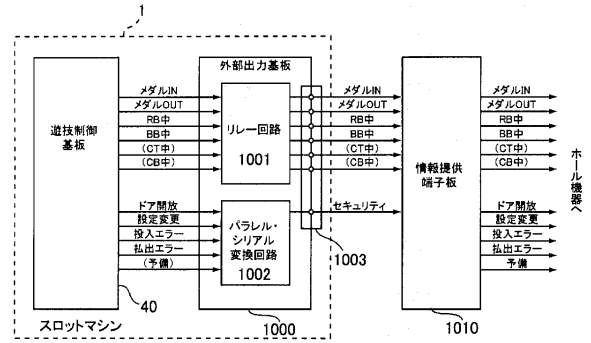 1
外部出力基板
遊技制御
基板
メダルIN
メダルOUT
RB中
BB中
(CT中)
(CB中)
リレー回路
1001
メダルIN
メダルOUT
RB中
BB中
(CT中)
(CB中)
情報提供
端子板
メダルIN
メダルOUT
RB中
BB中
(CT中)
(CB中)
ホール機器へ
ドア開放
設定変更
投入エラー
払出エラー
(予備)
パラレル・
シリアル
変換回路
1002
セキュリティ
1003
ドア開放
設定変更
投入エラー
払出エラー
予備
40
スロットマシン
1000
1010